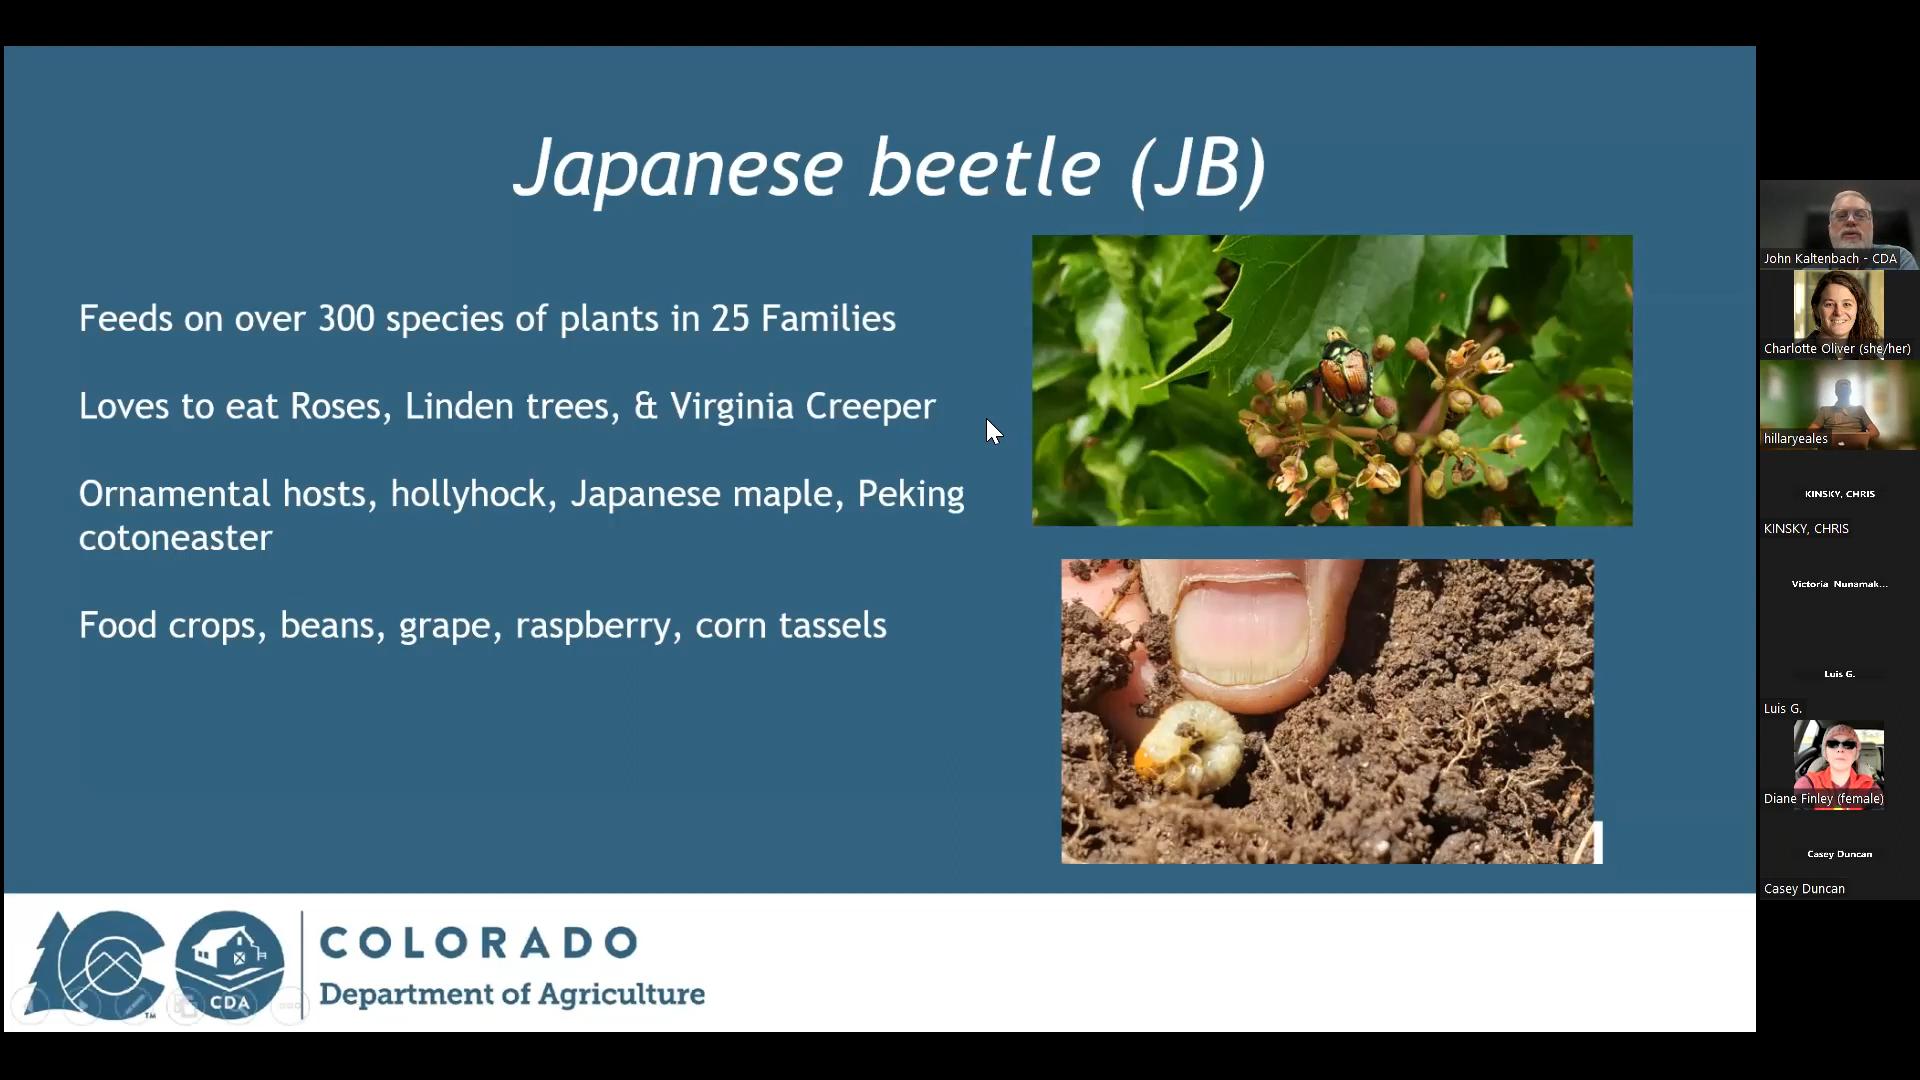 Japanese beetle (JB)
Feeds on over 300 species of plants in 25 Families
Loves to eat Roses, Linden trees, & Virginia Creeper
Ornamental hosts, hollyhock, Japanese maple, Peking
cotoneaster
Food crops, beans, grape, raspberry, corn tassels
CDA
TM
COLORADO
Department of Agriculture
John Kaltenbach - CDA
Charlotte Oliver (she/her)
hillaryeales
KINSKY, CHRIS
KINSKY, CHRIS
Victoria Nunamak...
Luis G.
Luis G.
Diane Finley (female)
Casey Duncan
Casey Duncan